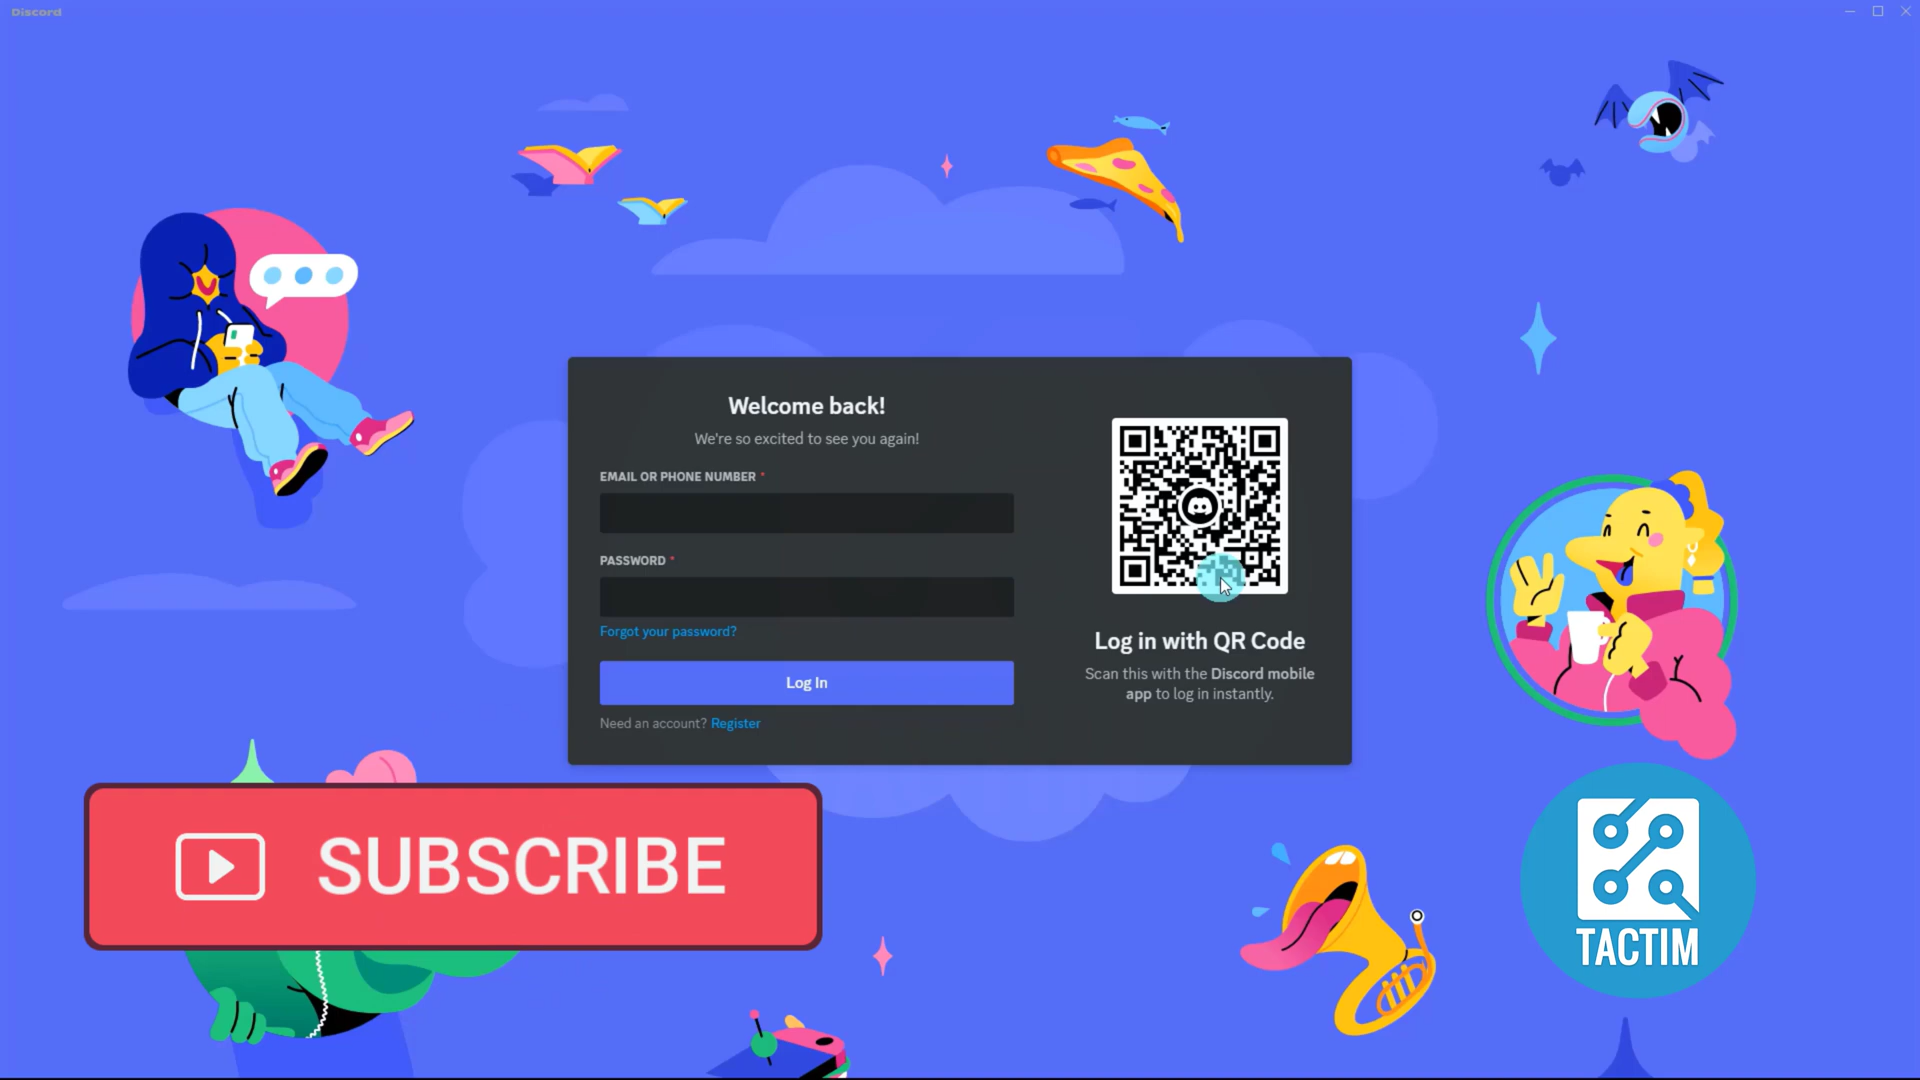 Discord
Welcome back!
We're so excited to see you again!
EMAIL OR PHONE NUMBER *
PASSWORD *
Forgot your password?
Log In
Need an account? Register
Log in with QR Code
Scan this with the Discord mobile
app to log in instantly.
SUBSCRIBE
TACTIM